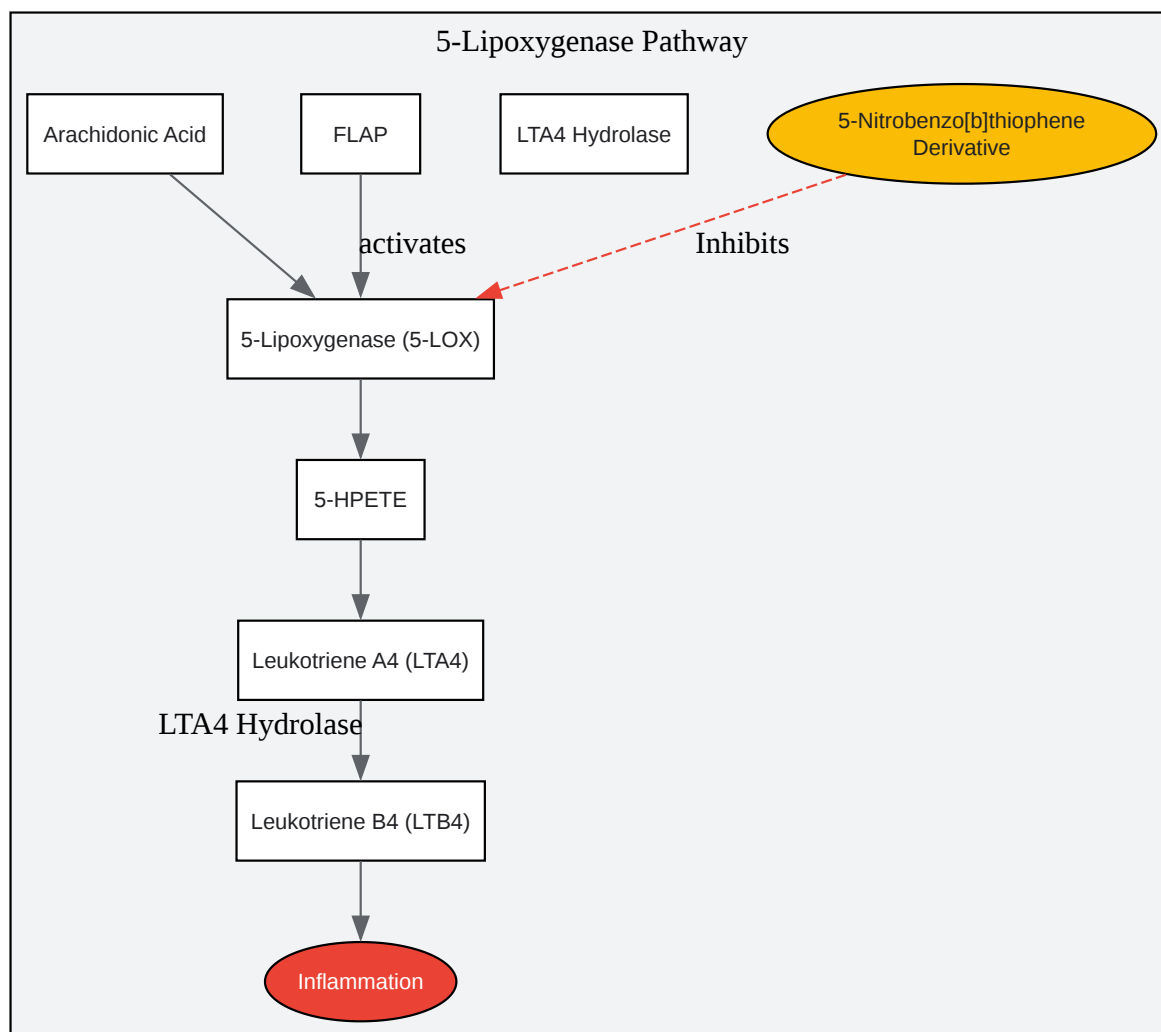 5-Lipoxygenase Pathway
Arachidonic Acid
FLAP
LTA4 Hydrolase
5-Nitrobenzo[b]thiophene
Derivative
activates
Inhibits
5-Lipoxygenase (5-LOX)
5-HPETE
Leukotriene A4 (LTA4)
LTA4 Hydrolase
Leukotriene B4 (LTB4)
Inflammation